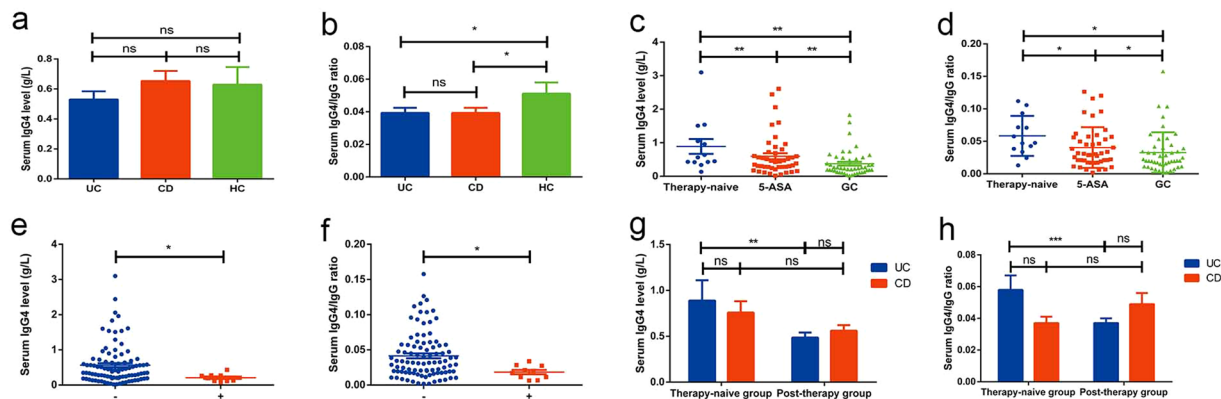 a
ns
ns
ns
Serum IgG4 level (g/L)
0.8
0.6
0.4
0.2
0.0
UC
CD
HC
b
*
*
ns
Serum IgG4/IgG ratio
0.08
0.06
0.04
0.02
0.00
UC
CD
HC
c
**
**
**
Serum IgG4 level (g/L)
4
3
2
1
0
Therapy-naive
5-ASA
GC
d
*
*
*
Serum IgG4/IgG ratio
0.20
0.15
0.10
0.05
0.00
Therapy-naive
5-ASA
GC
e
*
Serum IgG4 level (g/L)
4
3
2
1
0
-
+
f
*
Serum IgG4/IgG ratio
0.20
0.15
0.10
0.05
0.00
-
+
g
**
ns
ns
ns
Serum IgG4 level (g/L)
1.5
1.0
0.5
0.0
UC
CD
Therapy-naive group
Post-therapy group
h
***
ns
ns
ns
Serum IgG4/IgG ratio
0.08
0.06
0.04
0.02
0.00
UC
CD
Therapy-naive group
Post-therapy group